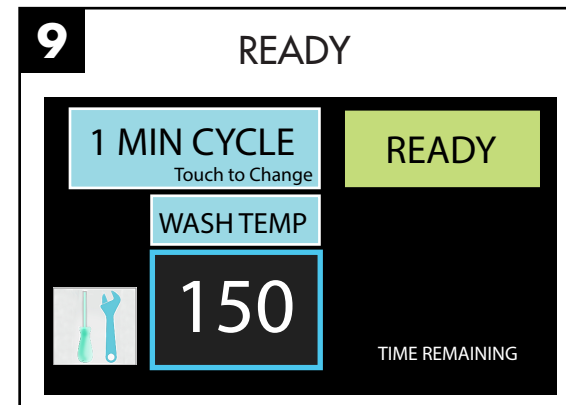 9
READY
1 MIN CYCLE
Touch to Change
READY
WASH TEMP
150
TIME REMAINING